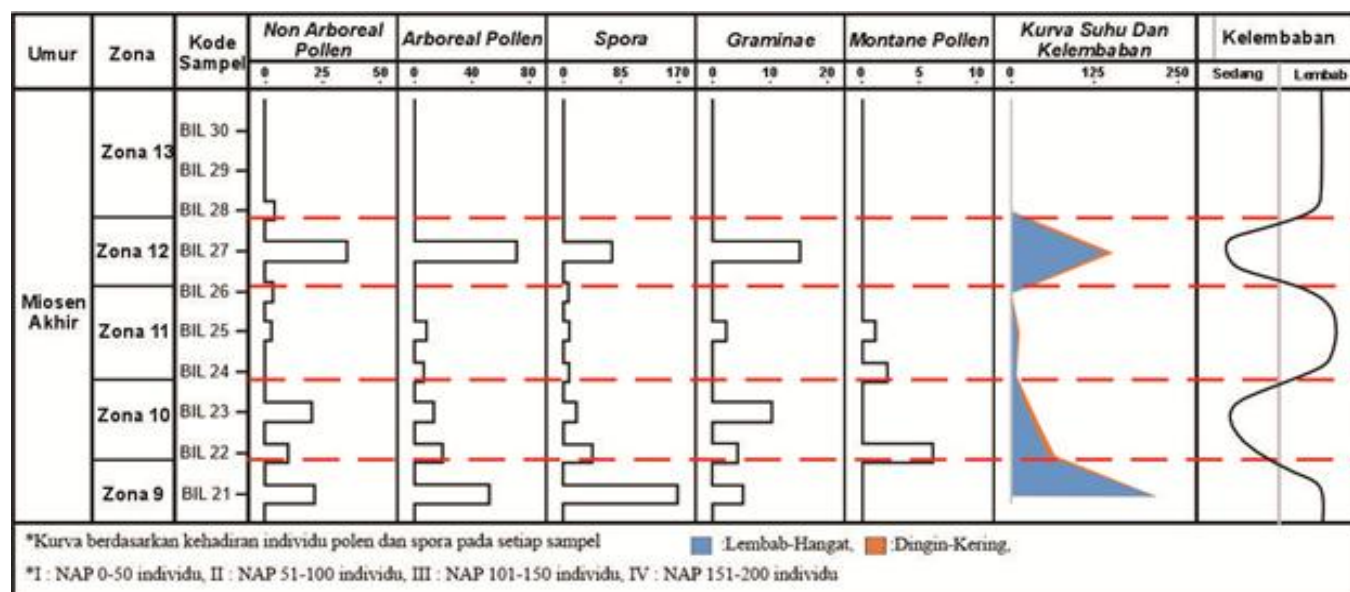 Umur Zona Kode Sampel Non Arboreal Pollen Arboreal Pollen Spora Graminae Montane Pollen Kurva Suhu Dan Kelembaban Kelembaban
0 25 50 0 40 80 0 85 170 0 10 20 0 5 10 0 125 250 Sedang Lembab
Miosen Akhir
Zona 13
BIL 30
BIL 29
BIL 28
Zona 12
BIL 27
BIL 26
Zona 11
BIL 25
BIL 24
Zona 10
BIL 23
BIL 22
Zona 9
BIL 21
*Kurva berdasarkan kehadiran individu polen dan spora pada setiap sampel :Lembab-Hangat, :Dingin-Kering,
*I : NAP 0-50 individu, II : NAP 51-100 individu, III : NAP 101-150 individu, IV : NAP 151-200 individu